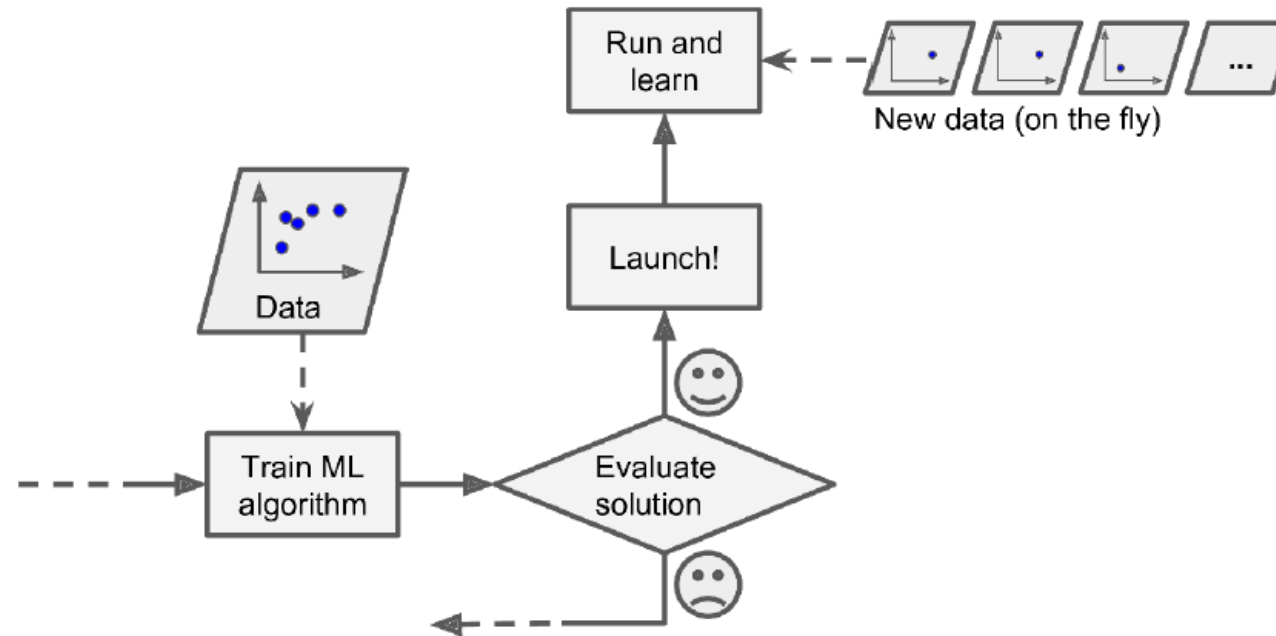 Run and
learn
...
New data (on the fly)
Launch!
Data
Train ML
algorithm
Evaluate
solution